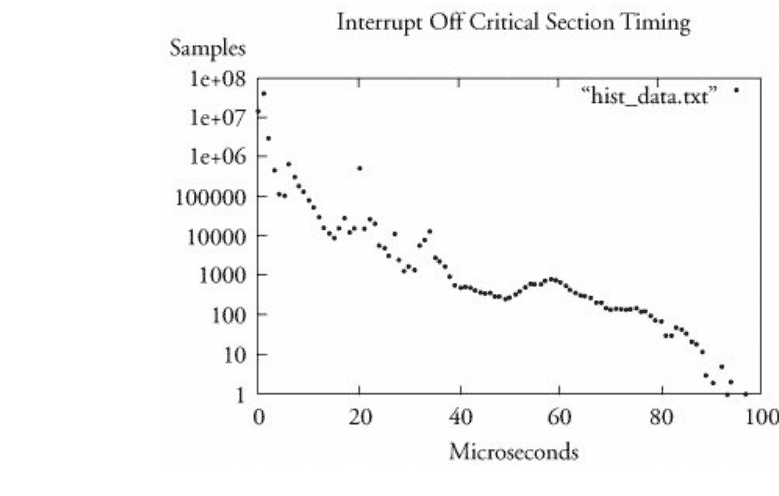 Interrupt Off Critical Section Timing
Samples
1e+08
"hist_data.txt"
1e+07
1e+06
100000
10000
1000
100
10
1
0 20 40 60 80 100
Microseconds